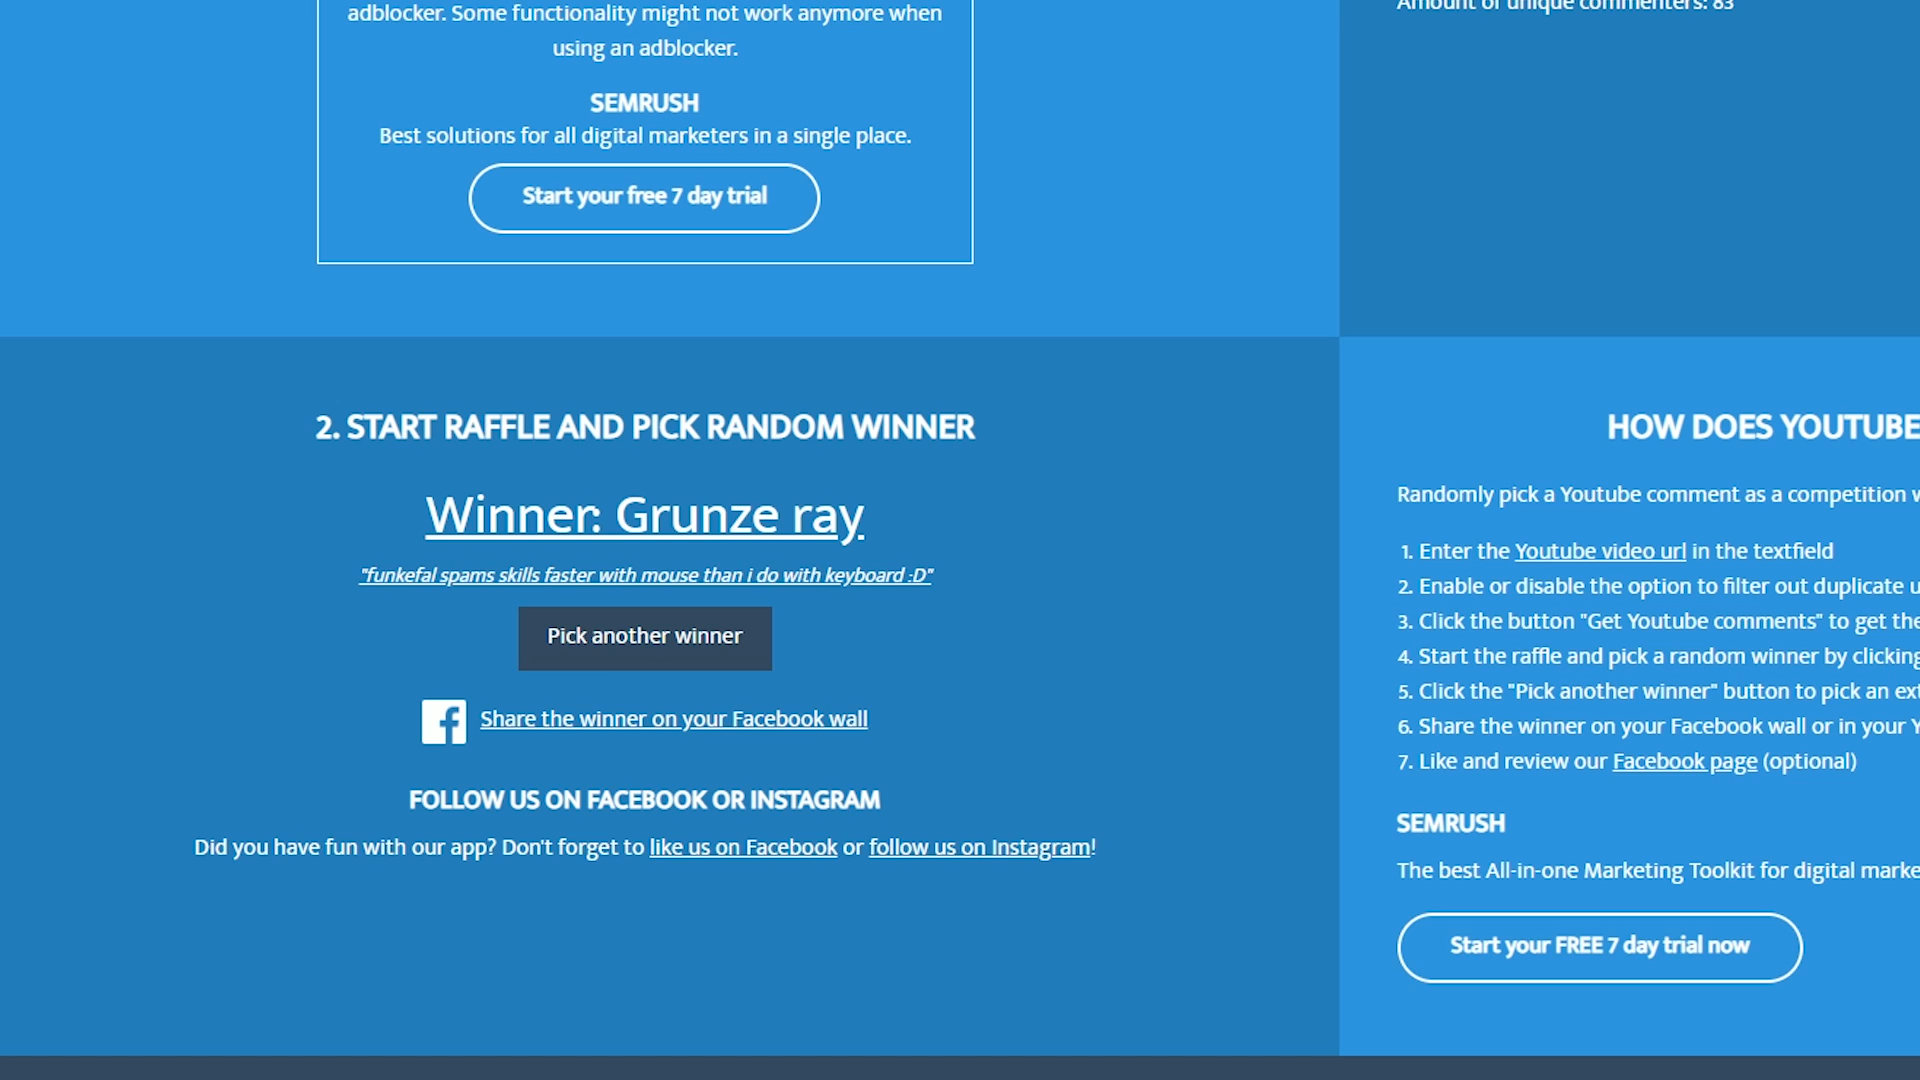 adblocker. Some functionality might not work anymore when
using an adblocker.
SEMRUSH
Best solutions for all digital marketers in a single place.
Start your free 7 day trial
Amount of unique commenters: 83
2. START RAFFLE AND PICK RANDOM WINNER
Winner: Grunze ray
"funkefal spams skills faster with mouse than i do with keyboard :D"
Pick another winner
Share the winner on your Facebook wall
FOLLOW US ON FACEBOOK OR INSTAGRAM
Did you have fun with our app? Don't forget to like us on Facebook or follow us on Instagram!
HOW DOES YOUTUBE
Randomly pick a Youtube comment as a competition
1. Enter the Youtube video url in the textfield
2. Enable or disable the option to filter out duplicate
3. Click the button "Get Youtube comments" to get the
4. Start the raffle and pick a random winner by clicking
5. Click the "Pick another winner" button to pick an
6. Share the winner on your Facebook wall or in your
7. Like and review our Facebook page (optional)
SEMRUSH
The best All-in-one Marketing Toolkit for digital
Start your FREE 7 day trial now